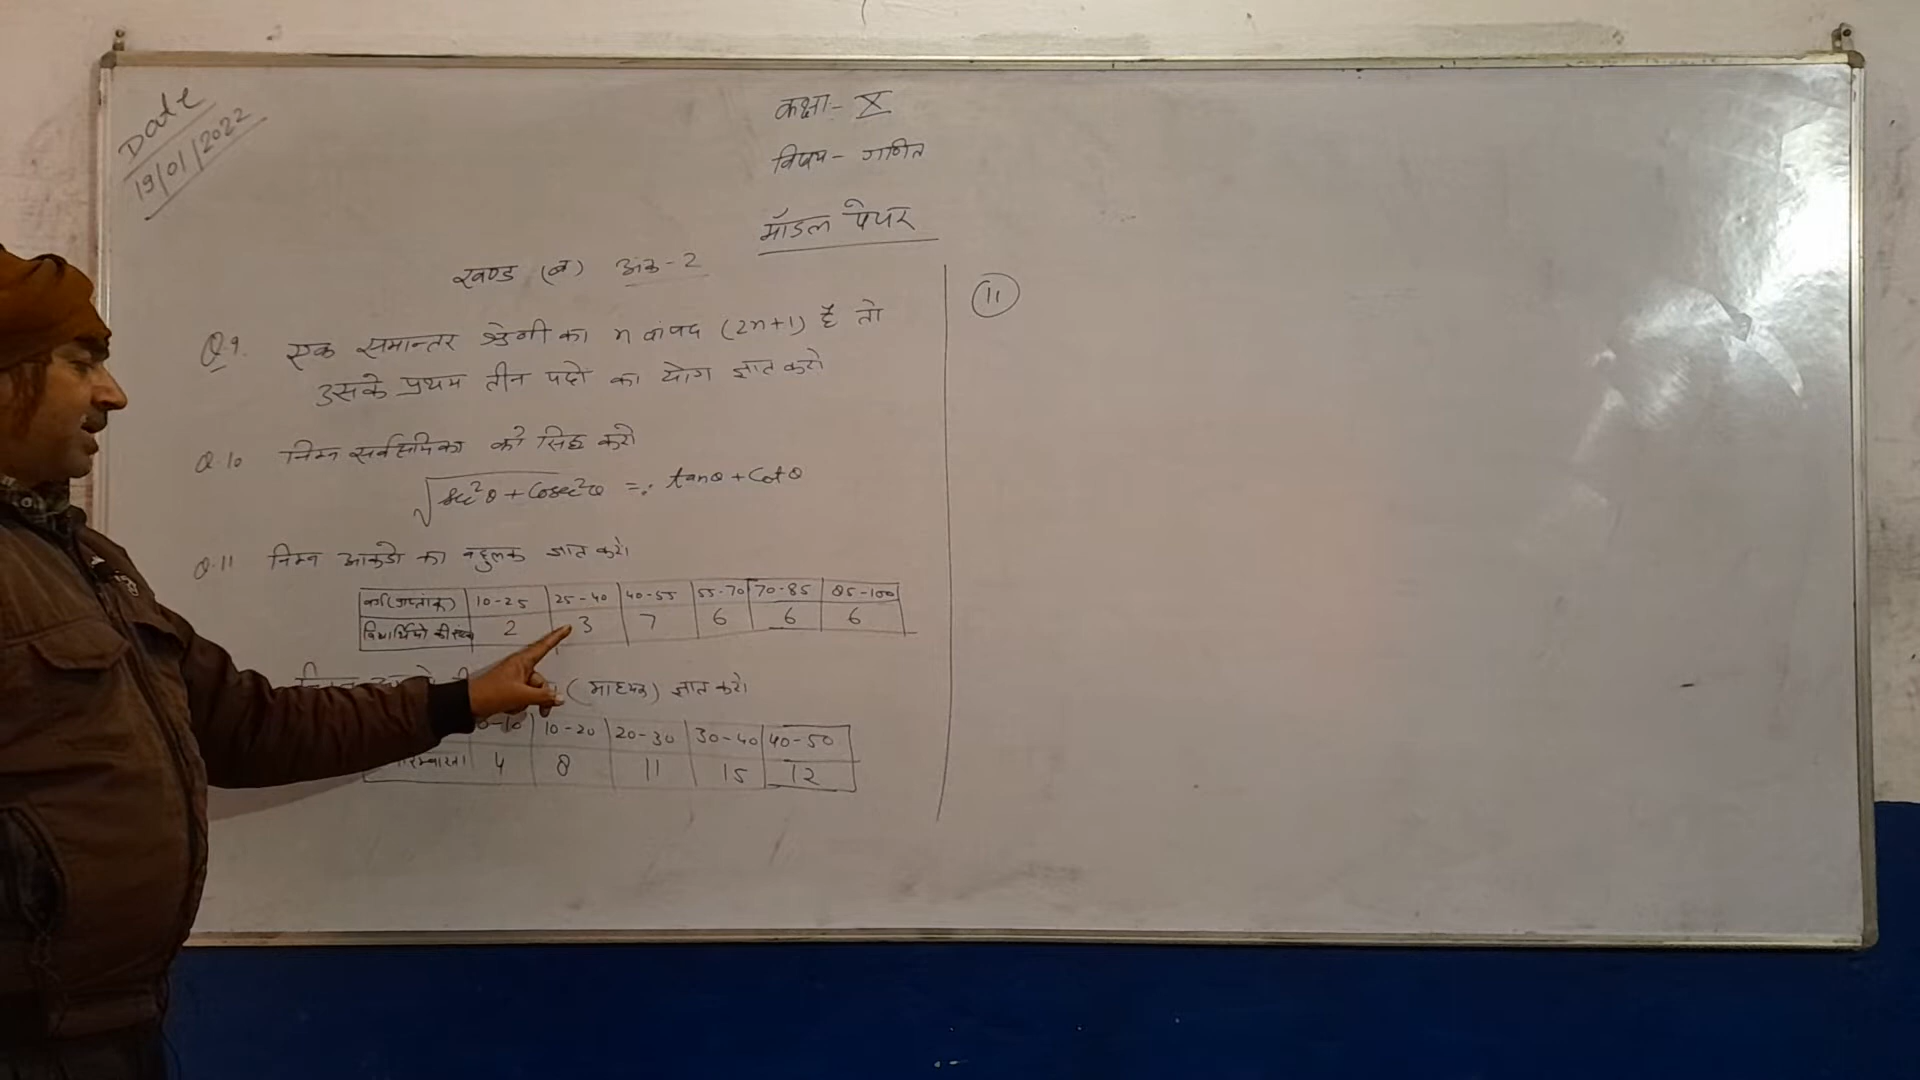 Date
19/01/2022
कक्षा - X
विषय - गणित
मॉडल पेपर
खण्ड (ब) अंक - 2
Q.9. एक समान्तर श्रेणी का n वां पद (2n+1) है तो
उसके प्रथम तीन पदो का योग ज्ञात करो
Q.10 निम्न सर्वसमिका को सिद्ध करो
√sec²θ + Cosec²θ = tanθ + Cotθ
Q.11 निम्न आकडो का बहुलक ज्ञात करो।
वर्ग(प्राप्तांक) 10-25 25-40 40-55 55-70 70-85 85-100
विधार्थियो की संख्या 2 3 7 6 6 6
निम्न (माध्यक) ज्ञात करो।
0-10 10-20 20-30 30-40 40-50
4 8 11 15 12
11